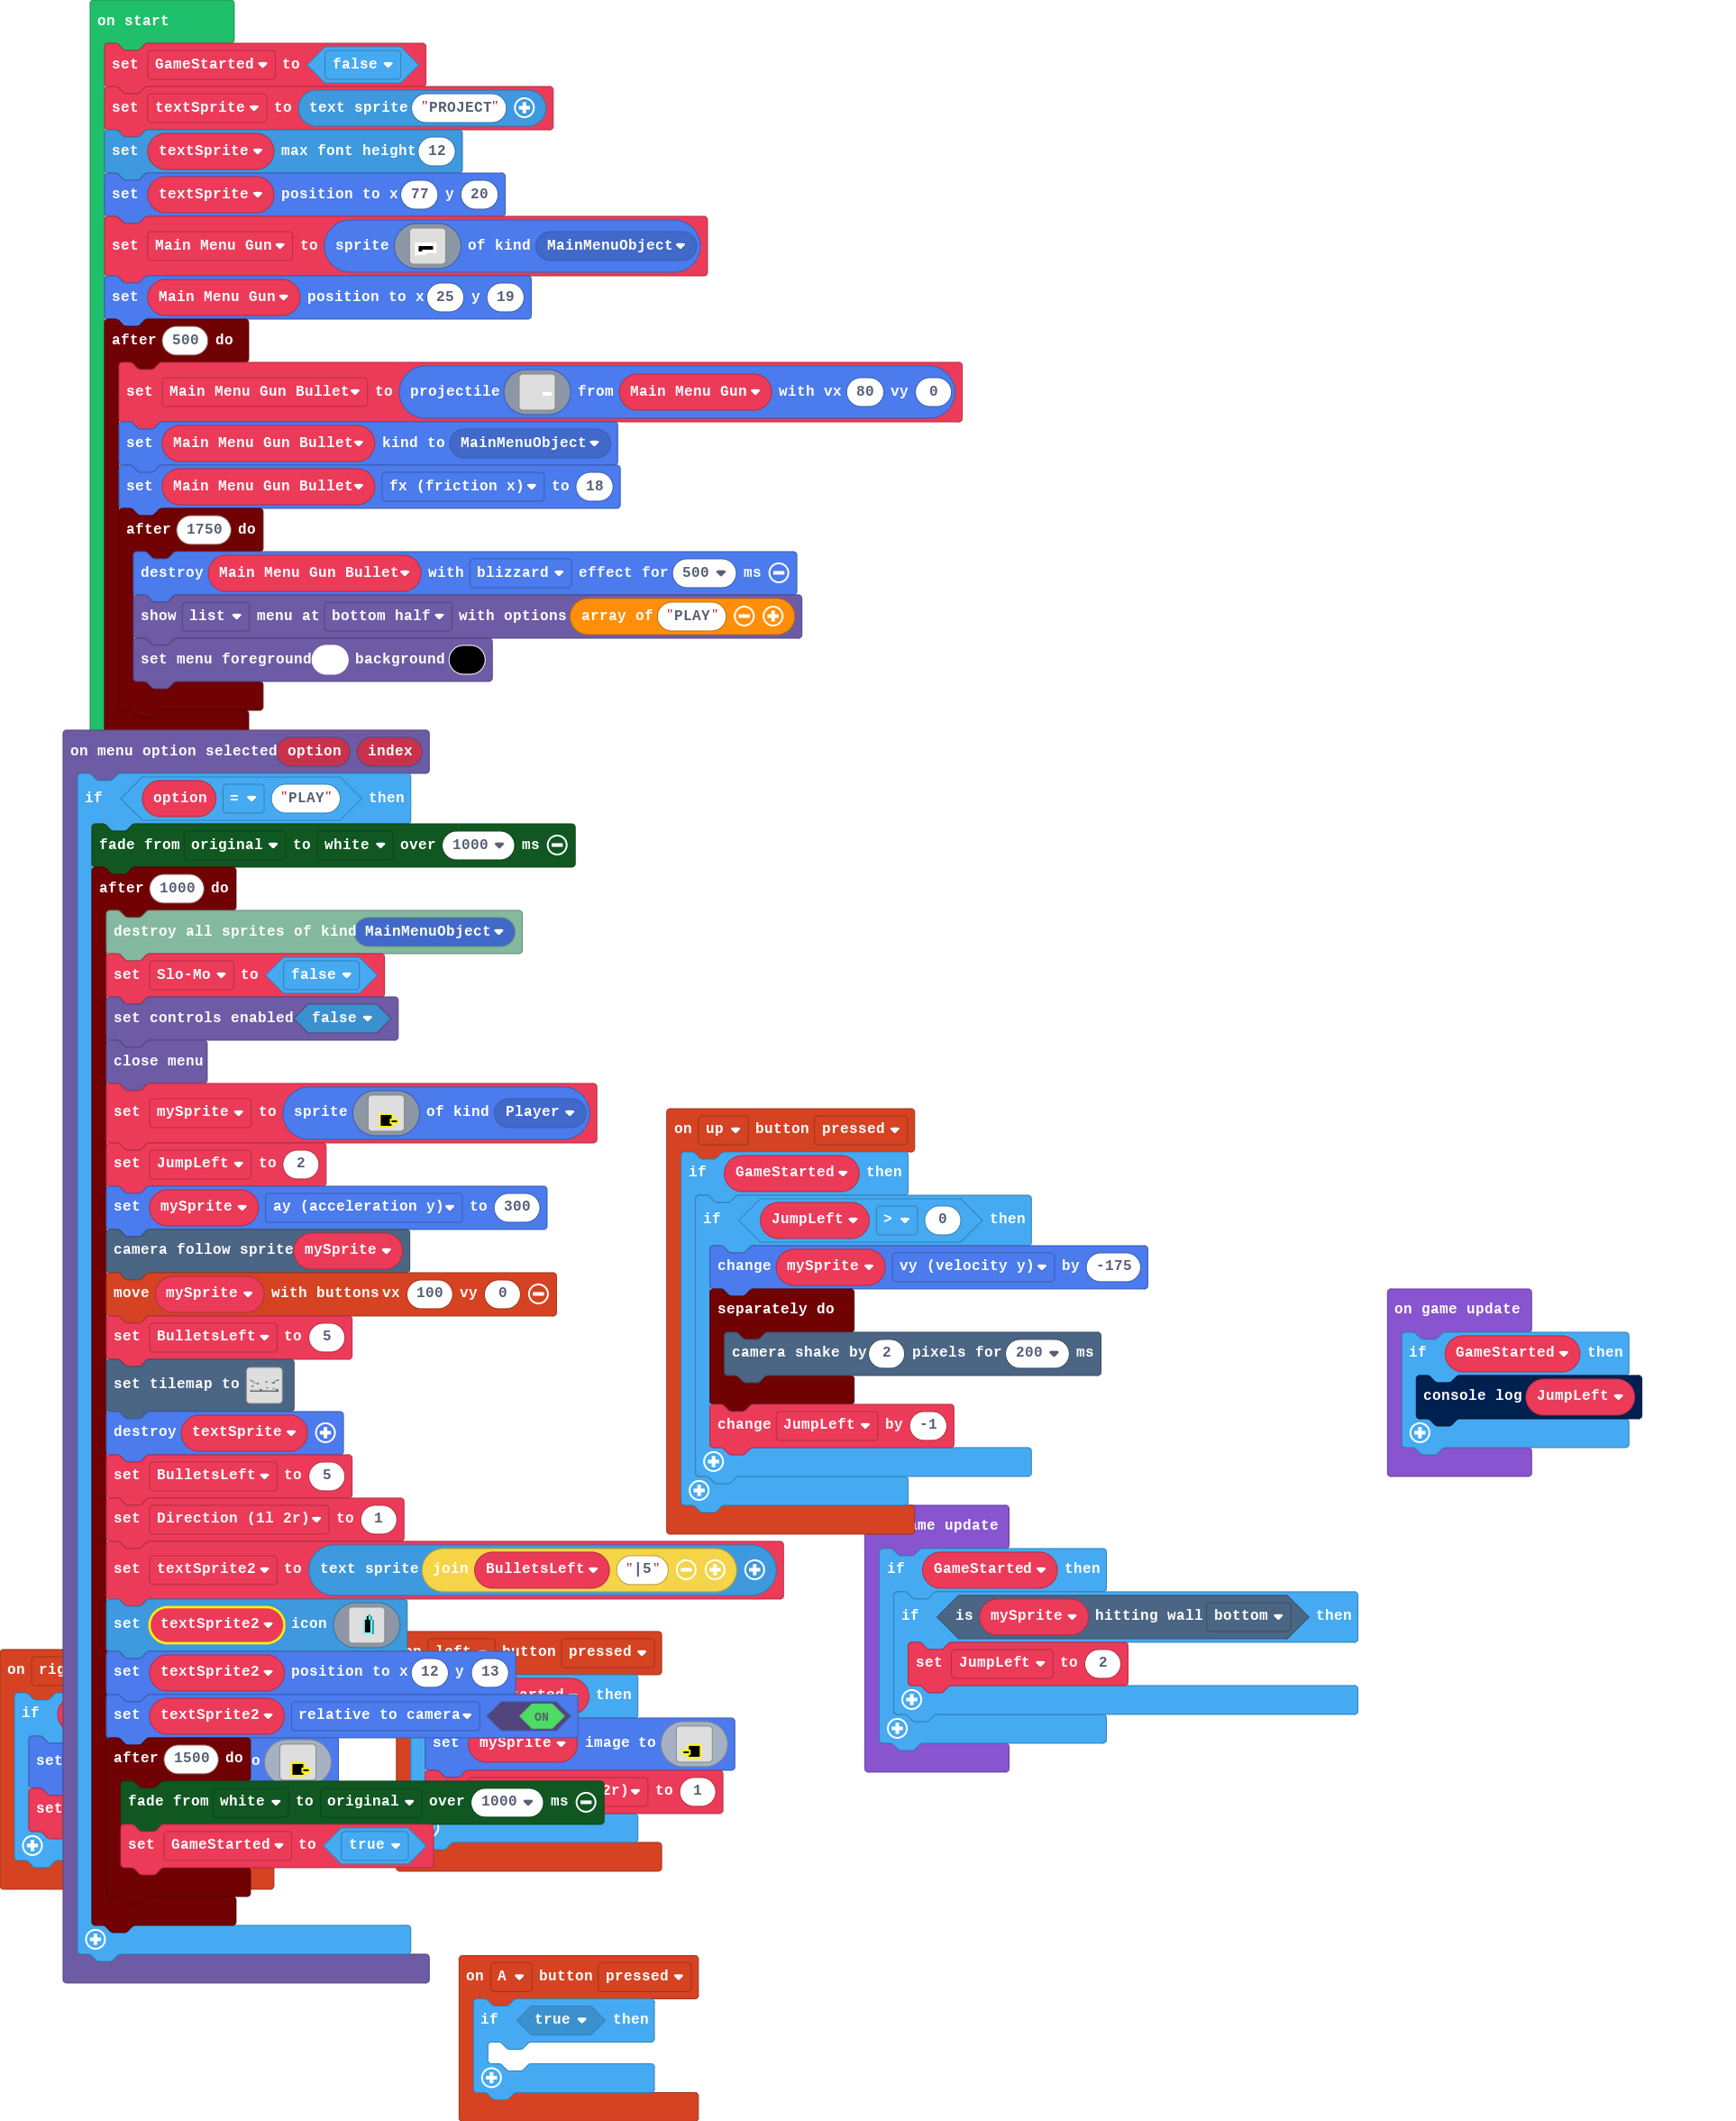 on start
set GameStarted to false
set textSprite to text sprite "PROJECT"
set textSprite max font height 12
set textSprite position to x 77 y 20
set Main Menu Gun to sprite of kind MainMenuObject
set Main Menu Gun position to x 25 y 19
after 500 do
set Main Menu Gun Bullet to projectile from Main Menu Gun with vx 80 vy 0
set Main Menu Gun Bullet kind to MainMenuObject
set Main Menu Gun Bullet fx (friction x) to 18
after 1750 do
destroy Main Menu Gun Bullet with blizzard effect for 500 ms
show list menu at bottom half with options array of "PLAY"
set menu foreground background
on menu option selected option index
if option = "PLAY" then
fade from original to white over 1000 ms
after 1000 do
destroy all sprites of kind MainMenuObject
set Slo-Mo to false
set controls enabled false
close menu
set mySprite to sprite of kind Player
set JumpLeft to 2
set mySprite ay (acceleration y) to 300
camera follow sprite mySprite
move mySprite with buttons vx 100 vy 0
set BulletsLeft to 5
set tilemap to
destroy textSprite
set BulletsLeft to 5
set Direction (1l 2r) to 1
set textSprite2 to text sprite join BulletsLeft "|5"
set textSprite2 icon
set textSprite2 position to x 12 y 13
set textSprite2 relative to camera ON
after 1500 do
fade from white to original over 1000 ms
set GameStarted to true
on up button pressed
if GameStarted then
if JumpLeft > 0 then
change mySprite vy (velocity y) by -175
separately do
camera shake by 2 pixels for 200 ms
change JumpLeft by -1
on game update
if GameStarted then
console log JumpLeft
game update
if GameStarted then
if is mySprite hitting wall bottom then
set JumpLeft to 2
on
if
set
set
button pressed
then
set mySprite image to
2r) to 1
on A button pressed
if true then